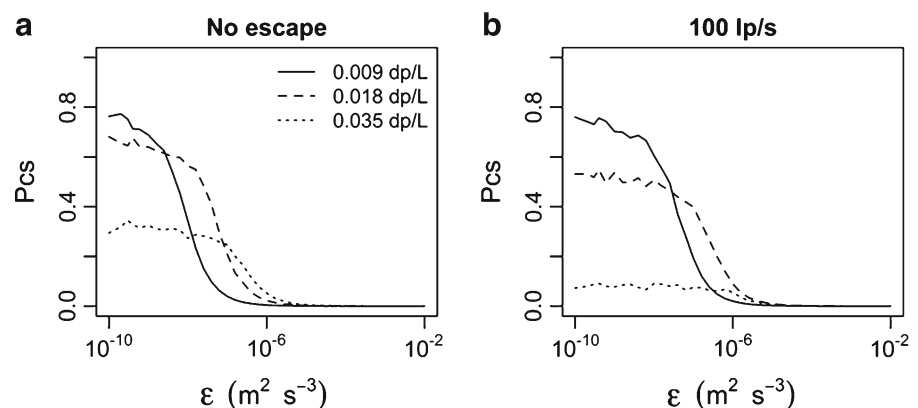 a
No escape
0.009 dp/L
0.018 dp/L
0.035 dp/L
Pcs
0.8
0.4
0.0
10⁻¹⁰
10⁻⁶
10⁻²
ε (m² s⁻³)
b
100 lp/s
Pcs
0.8
0.4
0.0
10⁻¹⁰
10⁻⁶
10⁻²
ε (m² s⁻³)